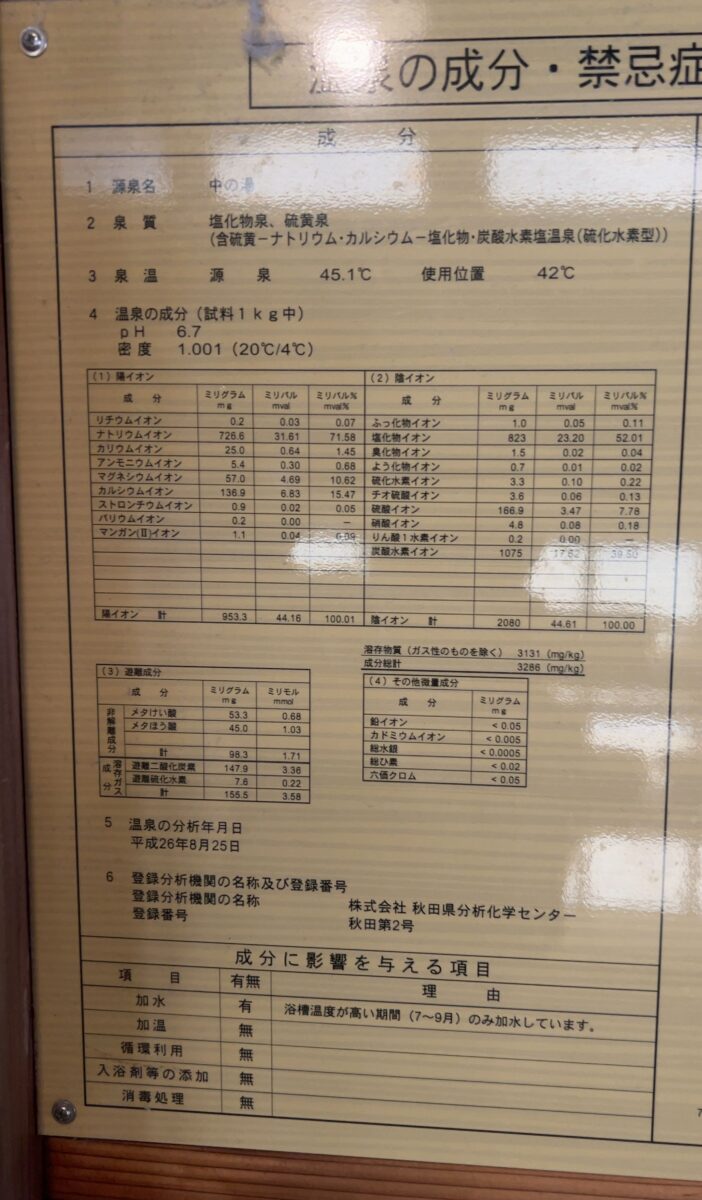 温泉の成分・禁忌症
成分
1 源泉名 中の湯
2 泉質 塩化物泉、硫黄泉
(含硫黄－ナトリウム・カルシウム－塩化物・炭酸水素塩温泉(硫化水素型))
3 泉温 源泉 45.1℃ 使用位置 42℃
4 温泉の成分(試料1kg中)
pH 6.7
密度 1.001(20℃/4℃)
(1)陽イオン
成分 ミリグラム mg ミリバル mval ミリバル% mval%
リチウムイオン 0.2 0.03 0.07
ナトリウムイオン 726.6 31.61 71.58
カリウムイオン 25.0 0.64 1.45
アンモニウムイオン 5.4 0.30 0.68
マグネシウムイオン 57.0 4.69 10.62
カルシウムイオン 136.9 6.83 15.47
ストロンチウムイオン 0.9 0.02 0.05
バリウムイオン 0.2 0.00 －
マンガン(Ⅱ)イオン 1.1 0.04 0.09
陽イオン 計 953.3 44.16 100.01
(2)陰イオン
成分 ミリグラム mg ミリバル mval ミリバル% mval%
ふっ化物イオン 1.0 0.05 0.11
塩化物イオン 823 23.20 52.01
臭化物イオン 1.5 0.02 0.04
よう化物イオン 0.7 0.01 0.02
硫化水素イオン 3.3 0.10 0.22
チオ硫酸イオン 3.6 0.06 0.13
硫酸イオン 166.9 3.47 7.78
硝酸イオン 4.8 0.08 0.18
りん酸1水素イオン 0.2 0.00 －
炭酸水素イオン 1075 17.62 39.50
陰イオン 計 2080 44.61 100.00
溶存物質(ガス性のものを除く) 3131(mg/kg)
成分総計 3286(mg/kg)
(3)遊離成分
成分 ミリグラム mg ミリモル mmol
非解離成分
メタけい酸 53.3 0.68
メタほう酸 45.0 1.03
計 98.3 1.71
溶存ガス成分
遊離二酸化炭素 147.9 3.36
遊離硫化水素 7.6 0.22
計 155.5 3.58
(4)その他微量成分
成分 ミリグラム mg
鉛イオン <0.05
カドミウムイオン <0.005
総水銀 <0.0005
総ひ素 <0.02
六価クロム <0.05
5 温泉の分析年月日
平成26年8月25日
6 登録分析機関の名称及び登録番号
登録分析機関の名称 株式会社 秋田県分析化学センター
登録番号 秋田第2号
成分に影響を与える項目
項目 有無 理由
加水 有 浴槽温度が高い期間(7～9月)のみ加水しています。
加温 無
循環利用 無
入浴剤等の添加 無
消毒処理 無